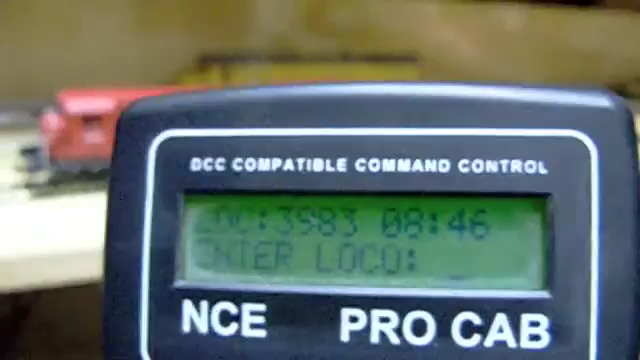 DCC COMPATIBLE COMMAND CONTROL
LOC:3983 08:46
ENTER LOCO: _
NCE PRO CAB